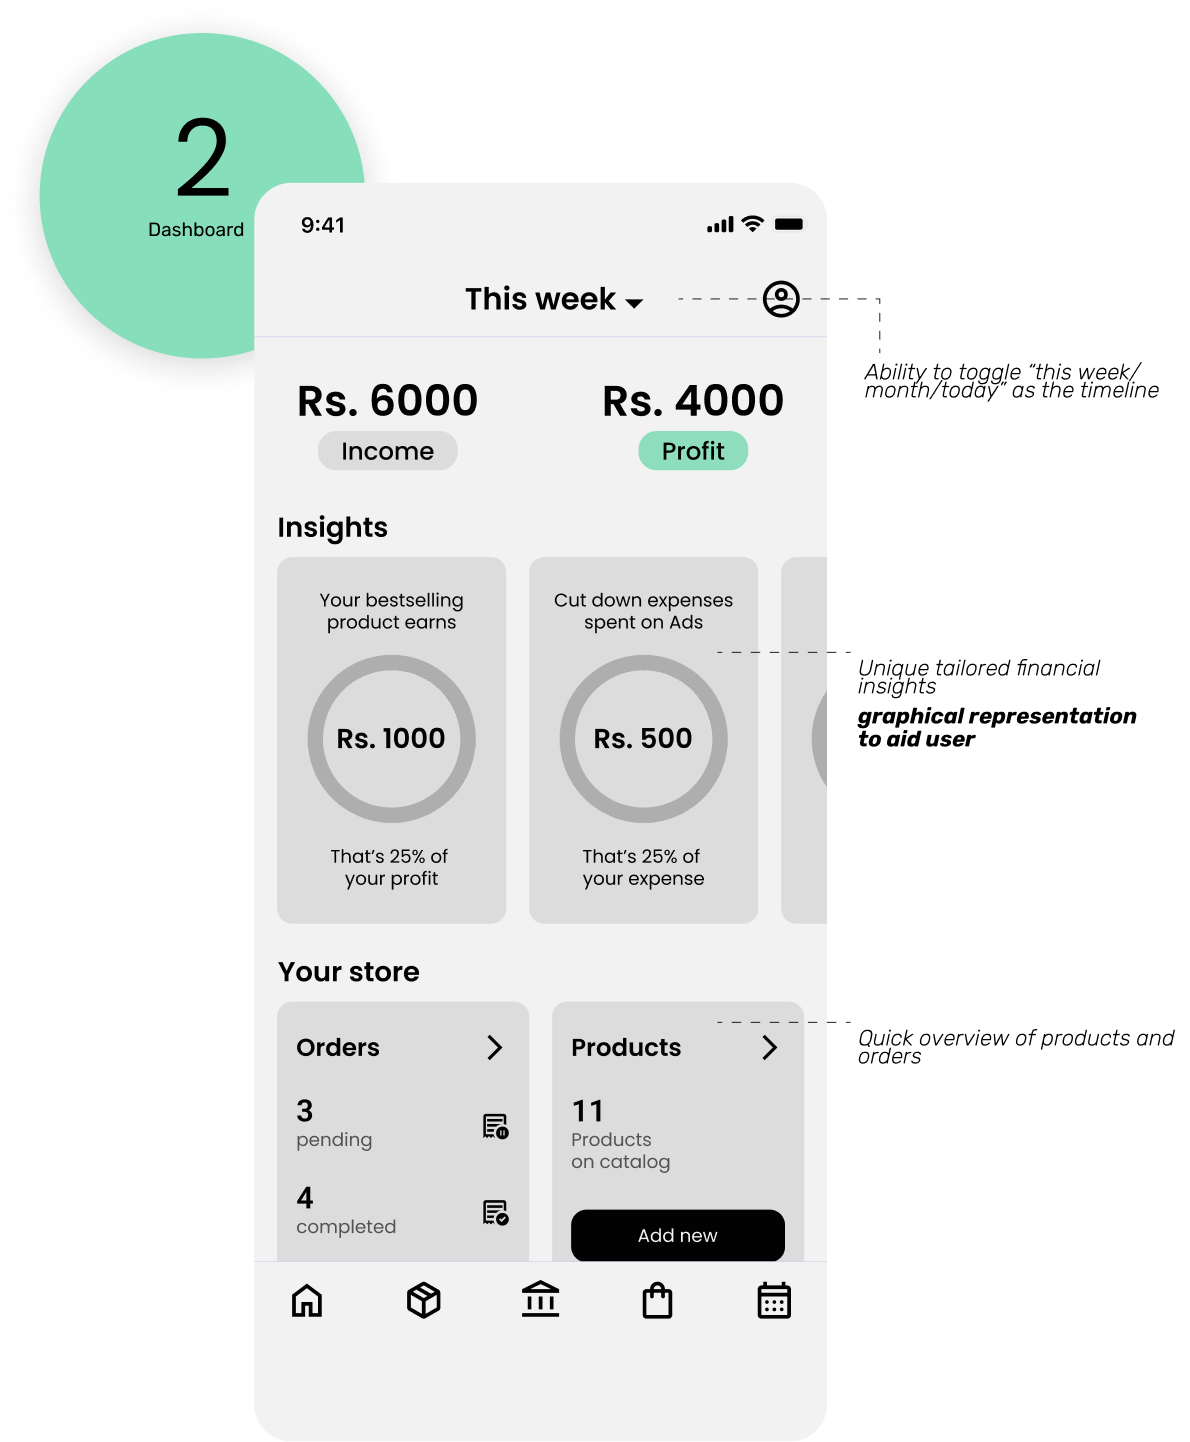 2
Dashboard
9:41
This week
Ability to toggle “this week/
month/today” as the timeline
Rs. 6000
Income
Rs. 4000
Profit
Insights
Your bestselling
product earns
Rs. 1000
That’s 25% of
your profit
Cut down expenses
spent on Ads
Rs. 500
That’s 25% of
your expense
Unique tailored financial
insights
graphical representation
to aid user
Your store
Orders
3
pending
4
completed
Products
11
Products
on catalog
Add new
Quick overview of products and
orders